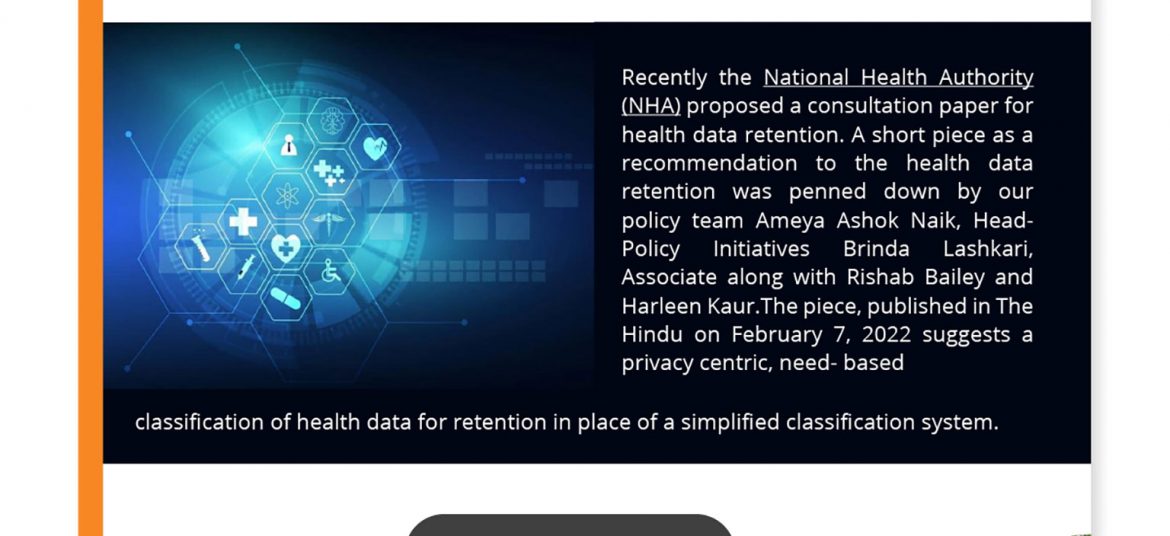 Recently the National Health Authority
(NHA) proposed a consultation paper for
health data retention. A short piece as a
recommendation to the health data
retention was penned down by our
policy team Ameya Ashok Naik, Head-
Policy Initiatives Brinda Lashkari,
Associate along with Rishab Bailey and
Harleen Kaur.The piece, published in The
Hindu on February 7, 2022 suggests a
privacy centric, need- based
classification of health data for retention in place of a simplified classification system.